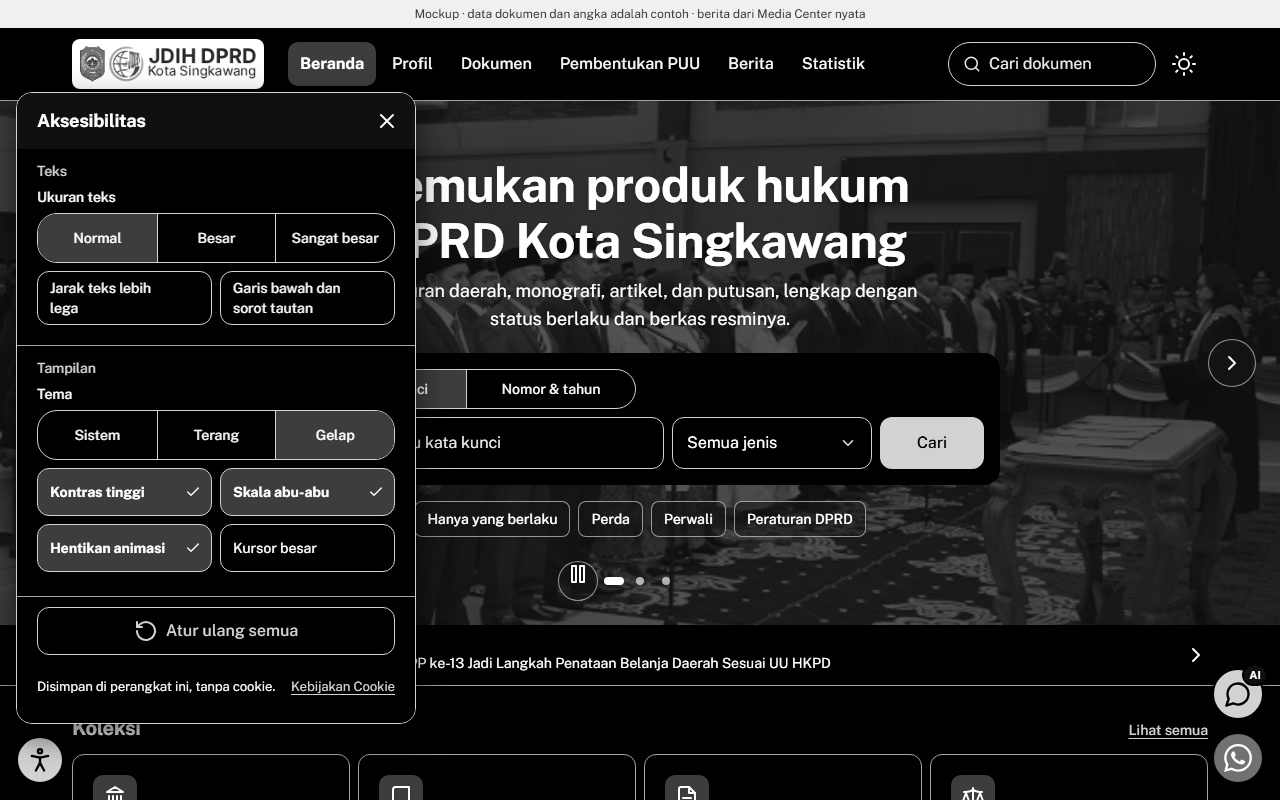 Mockup · data dokumen dan angka adalah contoh · berita dari Media Center nyata
JDIH DPRD
Kota Singkawang
Beranda
Profil
Dokumen
Pembentukan PUU
Berita
Statistik
Cari dokumen
Aksesibilitas
Teks
Ukuran teks
Normal
Besar
Sangat besar
Jarak teks lebih
lega
Garis bawah dan
sorot tautan
Tampilan
Tema
Sistem
Terang
Gelap
Kontras tinggi
Skala abu-abu
Hentikan animasi
Kursor besar
Atur ulang semua
Disimpan di perangkat ini, tanpa cookie.
Kebijakan Cookie
emukan produk hukum
PRD Kota Singkawang
ran daerah, monografi, artikel, dan putusan, lengkap dengan
status berlaku dan berkas resminya.
ci
Nomor & tahun
u kata kunci
Semua jenis
Cari
Hanya yang berlaku
Perda
Perwali
Peraturan DPRD
P ke-13 Jadi Langkah Penataan Belanja Daerah Sesuai UU HKPD
AI
Koleksi
Lihat semua